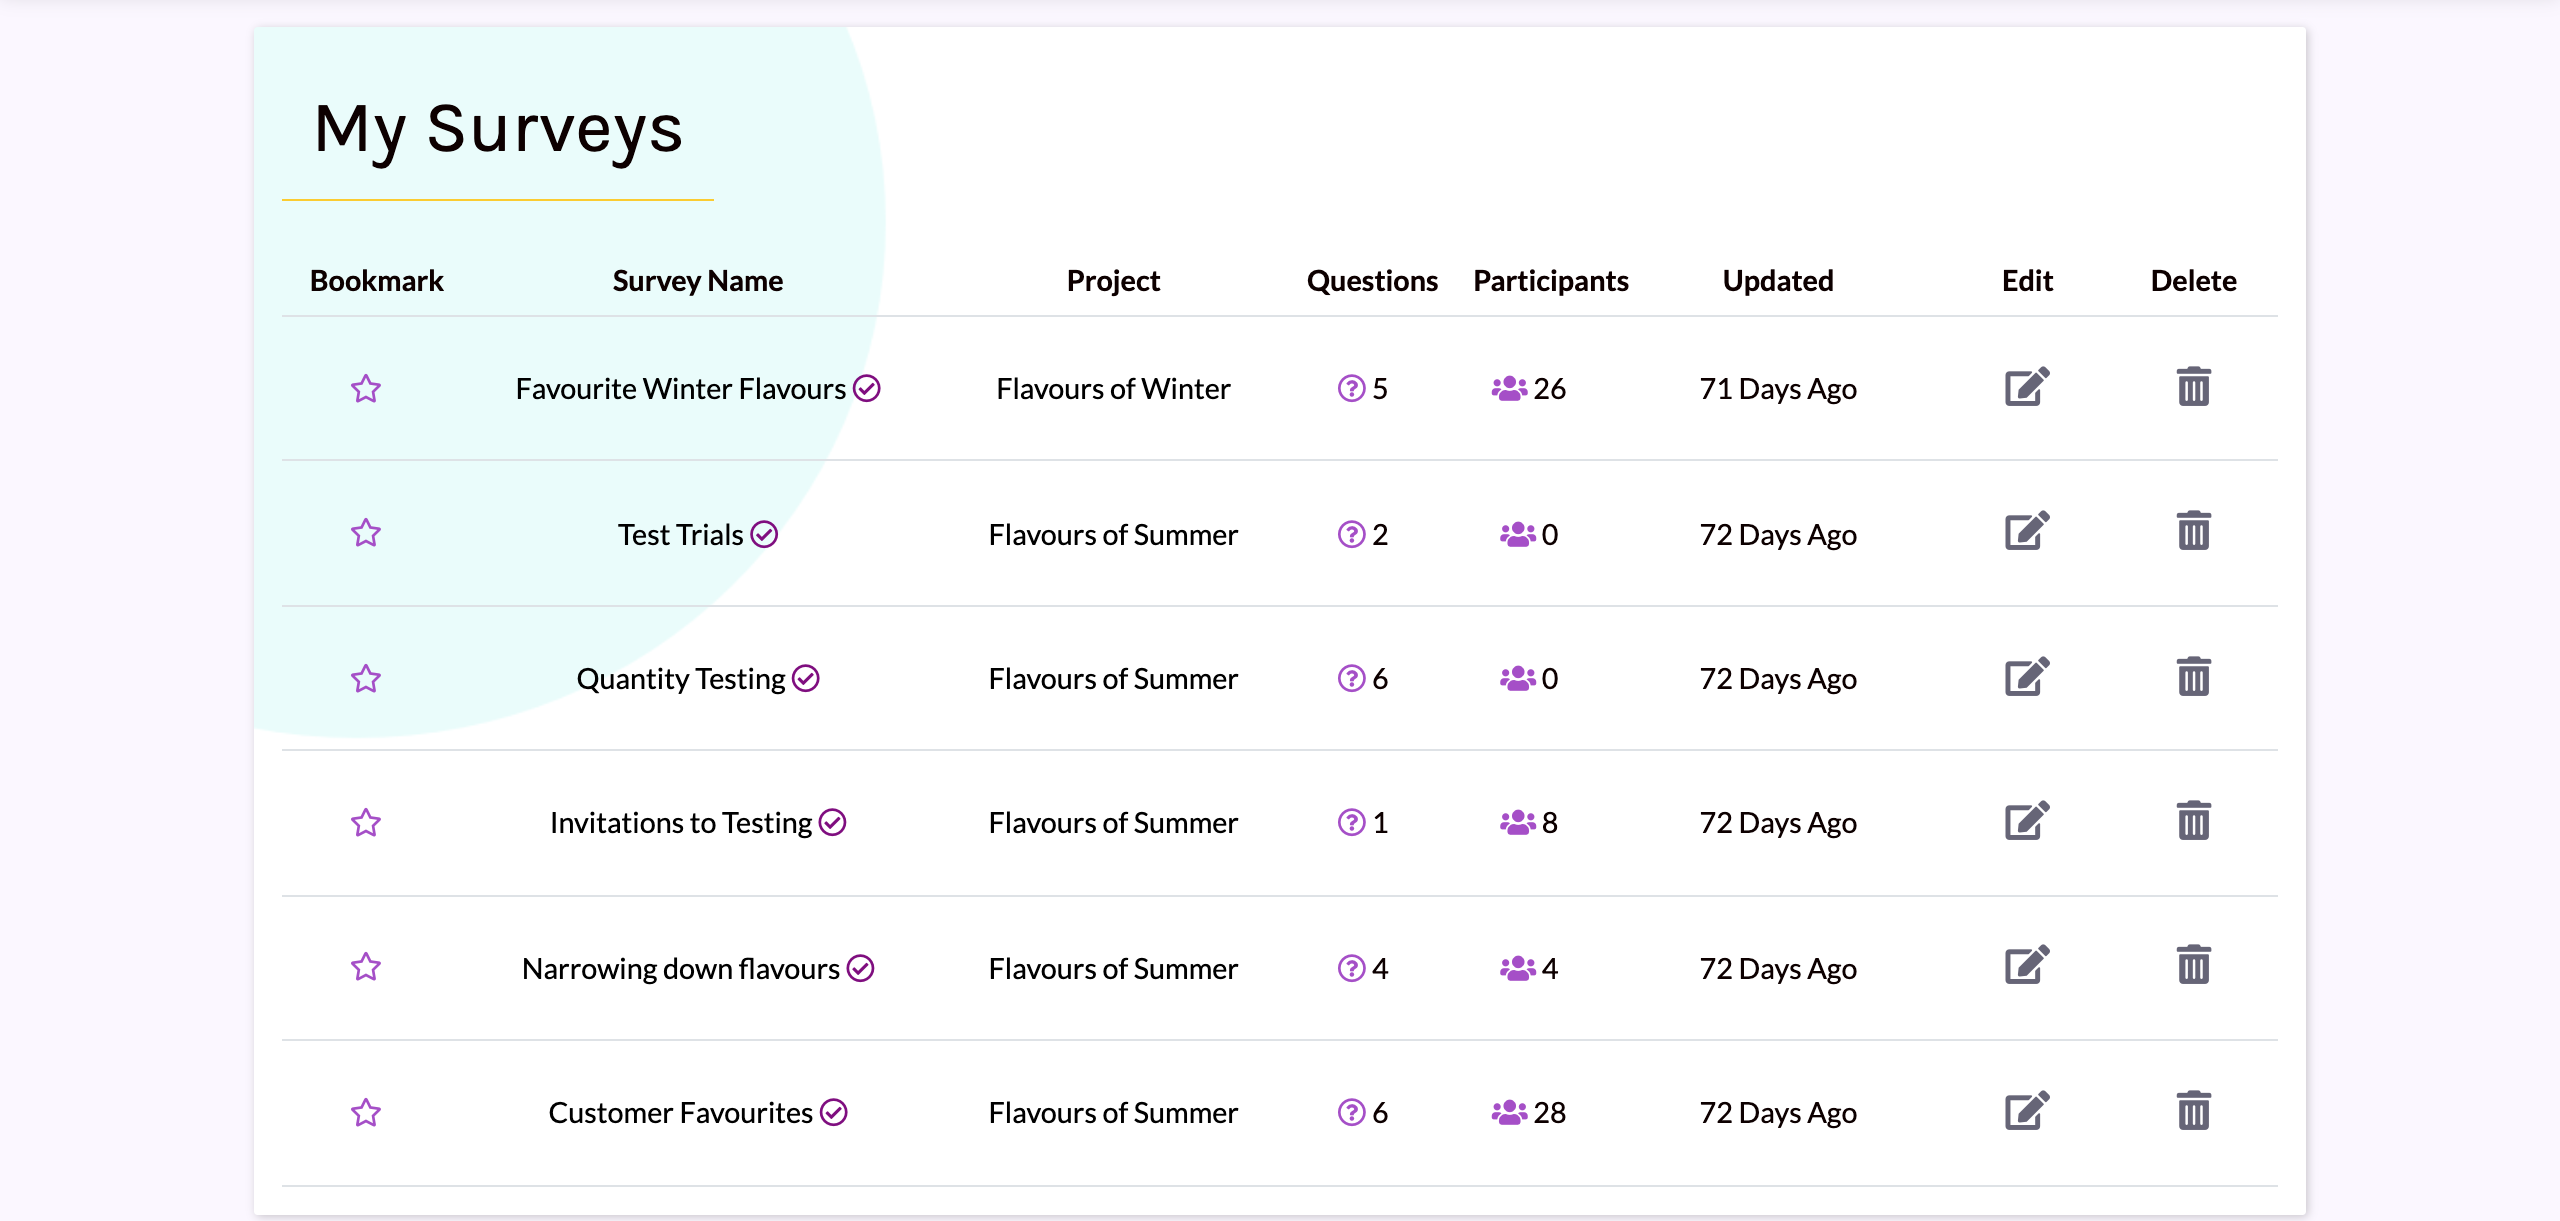 My Surveys
Bookmark Survey Name Project Questions Participants Updated Edit Delete
Favourite Winter Flavours Flavours of Winter 5 26 71 Days Ago
Test Trials Flavours of Summer 2 0 72 Days Ago
Quantity Testing Flavours of Summer 6 0 72 Days Ago
Invitations to Testing Flavours of Summer 1 8 72 Days Ago
Narrowing down flavours Flavours of Summer 4 4 72 Days Ago
Customer Favourites Flavours of Summer 6 28 72 Days Ago